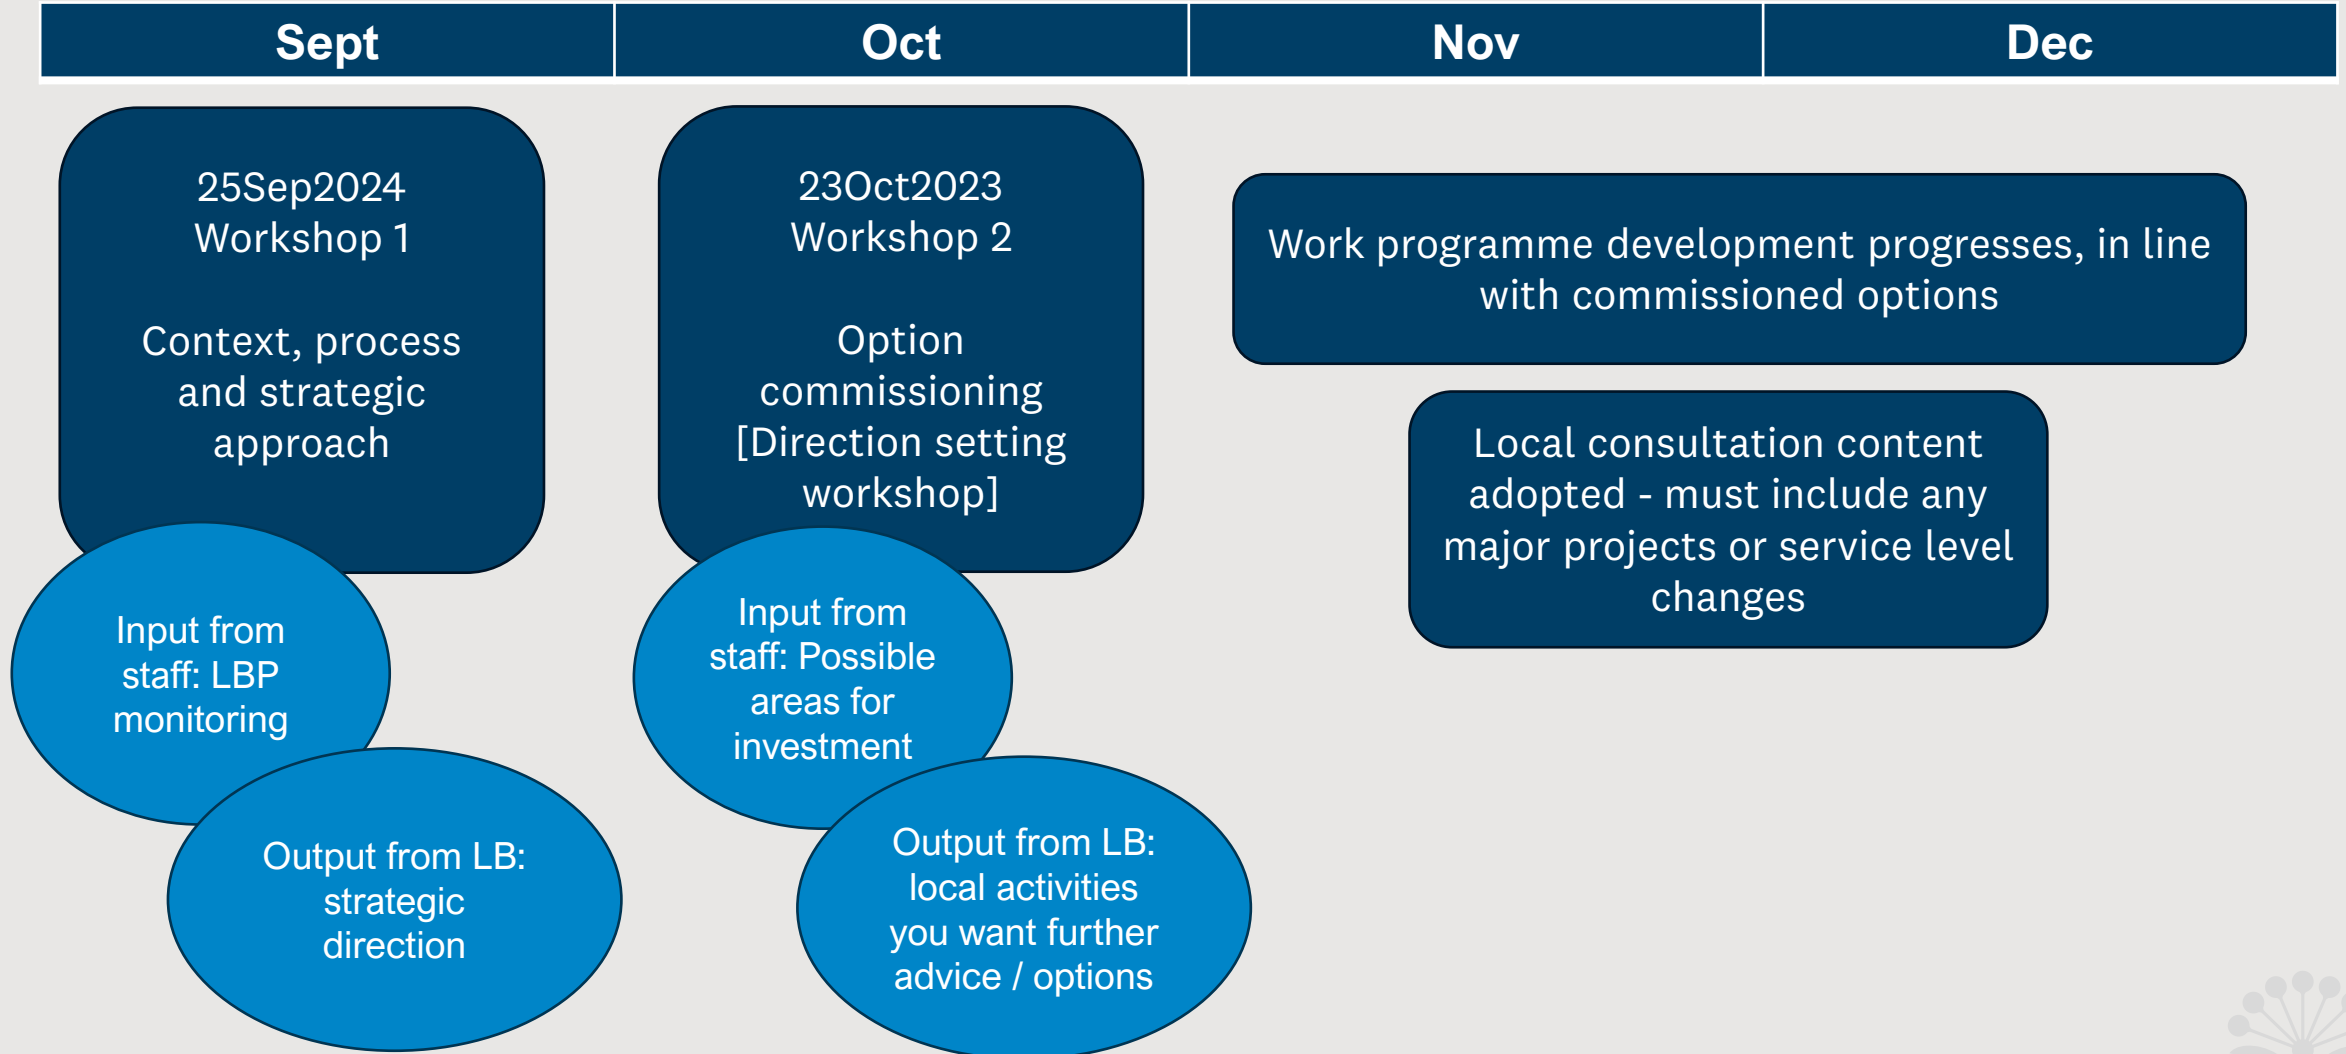 Sept
Oct
Nov
Dec
25Sep2024
Workshop 1
Context, process
and strategic
approach
Input from
staff: LBP
monitoring
Output from LB:
strategic
direction
23Oct2023
Workshop 2
Option
commissioning
[Direction setting
workshop]
Input from
staff: Possible
areas for
investment
Output from LB:
local activities
you want further
advice / options
Work programme development progresses, in line
with commissioned options
Local consultation content
adopted - must include any
major projects or service level
changes